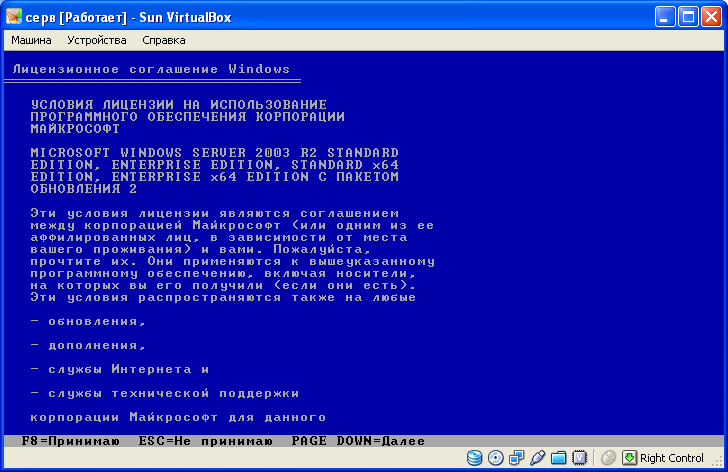 серв [Работает] - Sun VirtualBox
Машина Устройства Справка
Лицензионное соглашение Windows
УСЛОВИЯ ЛИЦЕНЗИИ НА ИСПОЛЬЗОВАНИЕ
ПРОГРАММНОГО ОБЕСПЕЧЕНИЯ КОРПОРАЦИИ
МАЙКРОСОФТ
MICROSOFT WINDOWS SERVER 2003 R2 STANDARD
EDITION, ENTERPRISE EDITION, STANDARD x64
EDITION, ENTERPRISE x64 EDITION С ПАКЕТОМ
ОБНОВЛЕНИЯ 2
Эти условия лицензии являются соглашением
между корпорацией Майкрософт (или одним из ее
аффилированных лиц, в зависимости от места
вашего проживания) и вами. Пожалуйста,
прочтите их. Они применяются к вышеуказанному
программному обеспечению, включая носители,
на которых вы его получили (если они есть).
Эти условия распространяются также на любые
- обновления,
- дополнения,
- службы Интернета и
- службы технической поддержки
корпорации Майкрософт для данного
F8=Принимаю ESC=Не принимаю PAGE DOWN=Далее
Right Control